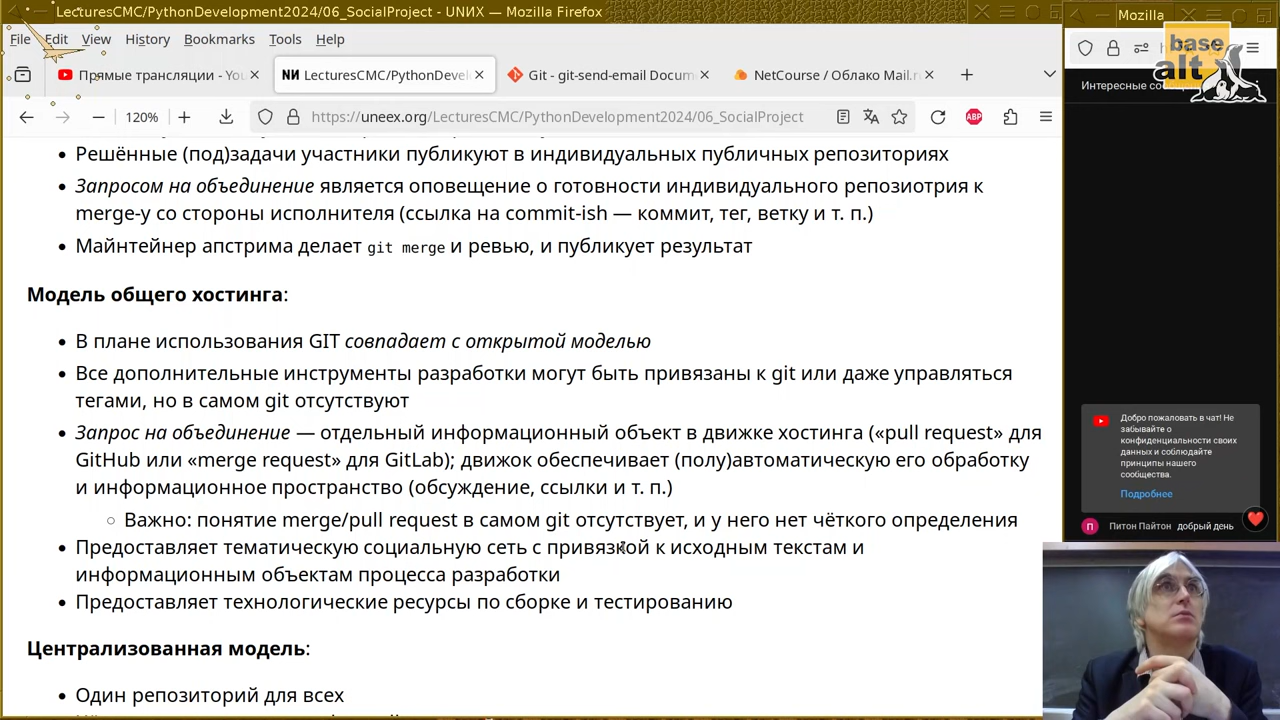 LecturesCMC/PythonDevelopment2024/06_SocialProject - UNИX — Mozilla Firefox
Mozilla
File Edit View History Bookmarks Tools Help
base
alt
Прямые трансляции - You
LecturesCMC/PythonDevel
Git - git-send-email Docum
NetCourse / Облако Mail.r
Интересные со
120%
https://uneex.org/LecturesCMC/PythonDevelopment2024/06_SocialProject
ABP
Решённые (под)задачи участники публикуют в индивидуальных публичных репозиториях
Запросом на объединение является оповещение о готовности индивидуального репозиотрия к
merge-у со стороны исполнителя (ссылка на commit-ish — коммит, тег, ветку и т. п.)
Майнтейнер апстрима делает git merge и ревью, и публикует результат
Модель общего хостинга:
В плане использования GIT совпадает с открытой моделью
Все дополнительные инструменты разработки могут быть привязаны к git или даже управляться
тегами, но в самом git отсутствуют
Запрос на объединение — отдельный информационный объект в движке хостинга («pull request» для
GitHub или «merge request» для GitLab); движок обеспечивает (полу)автоматическую его обработку
и информационное пространство (обсуждение, ссылки и т. п.)
Важно: понятие merge/pull request в самом git отсутствует, и у него нет чёткого определения
Предоставляет тематическую социальную сеть с привязкой к исходным текстам и
информационным объектам процесса разработки
Предоставляет технологические ресурсы по сборке и тестированию
Централизованная модель:
Один репозиторий для всех
Добро пожаловать в чат! Не
забывайте о
конфиденциальности своих
данных и соблюдайте
принципы нашего
сообщества.
Подробнее
П Питон Пайтон добрый день